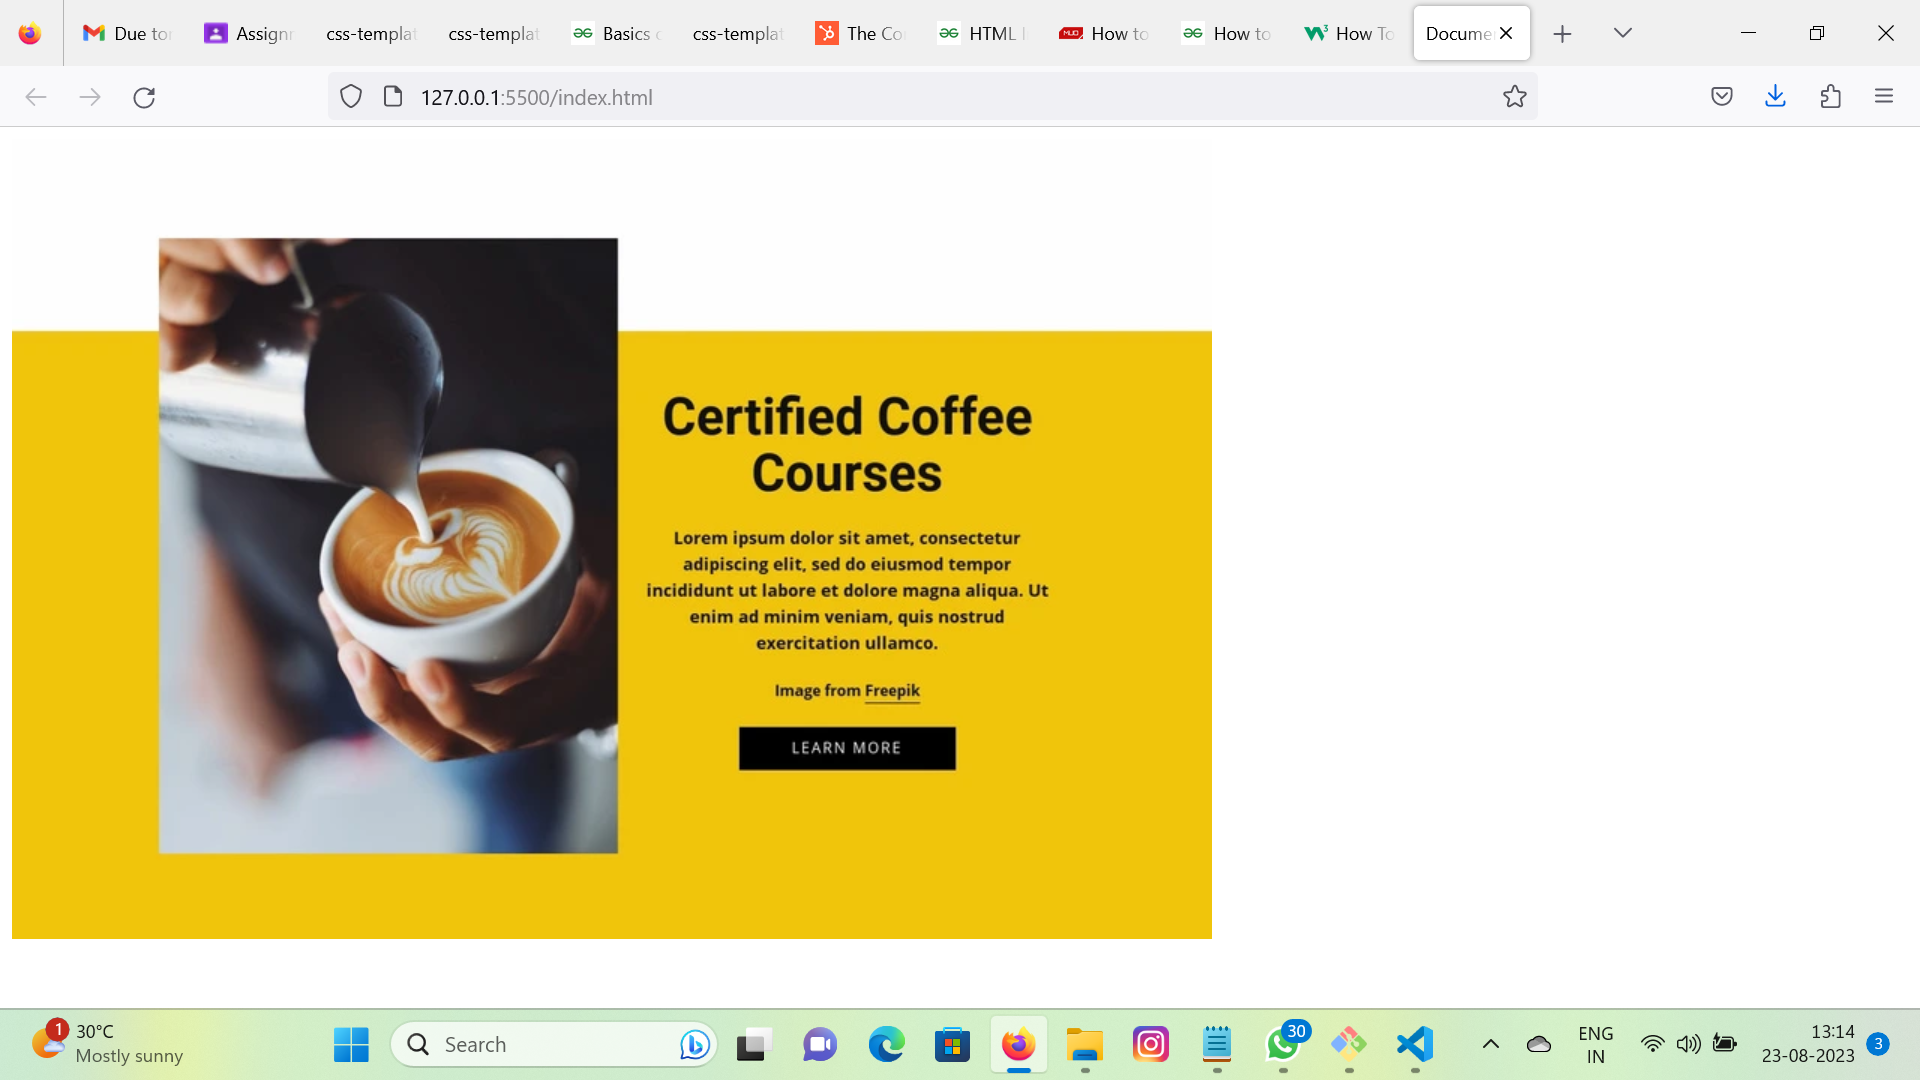 Due to
Assign
css-templat
css-templat
Basics
css-templat
The Co
HTML
How to
How to
How To
Docume
127.0.0.1:5500/index.html
Certified Coffee
Courses
Lorem ipsum dolor sit amet, consectetur
adipiscing elit, sed do eiusmod tempor
incididunt ut labore et dolore magna aliqua. Ut
enim ad minim veniam, quis nostrud
exercitation ullamco.
Image from Freepik
LEARN MORE
1
30°C
Mostly sunny
Search
30
ENG
IN
13:14
23-08-2023
3